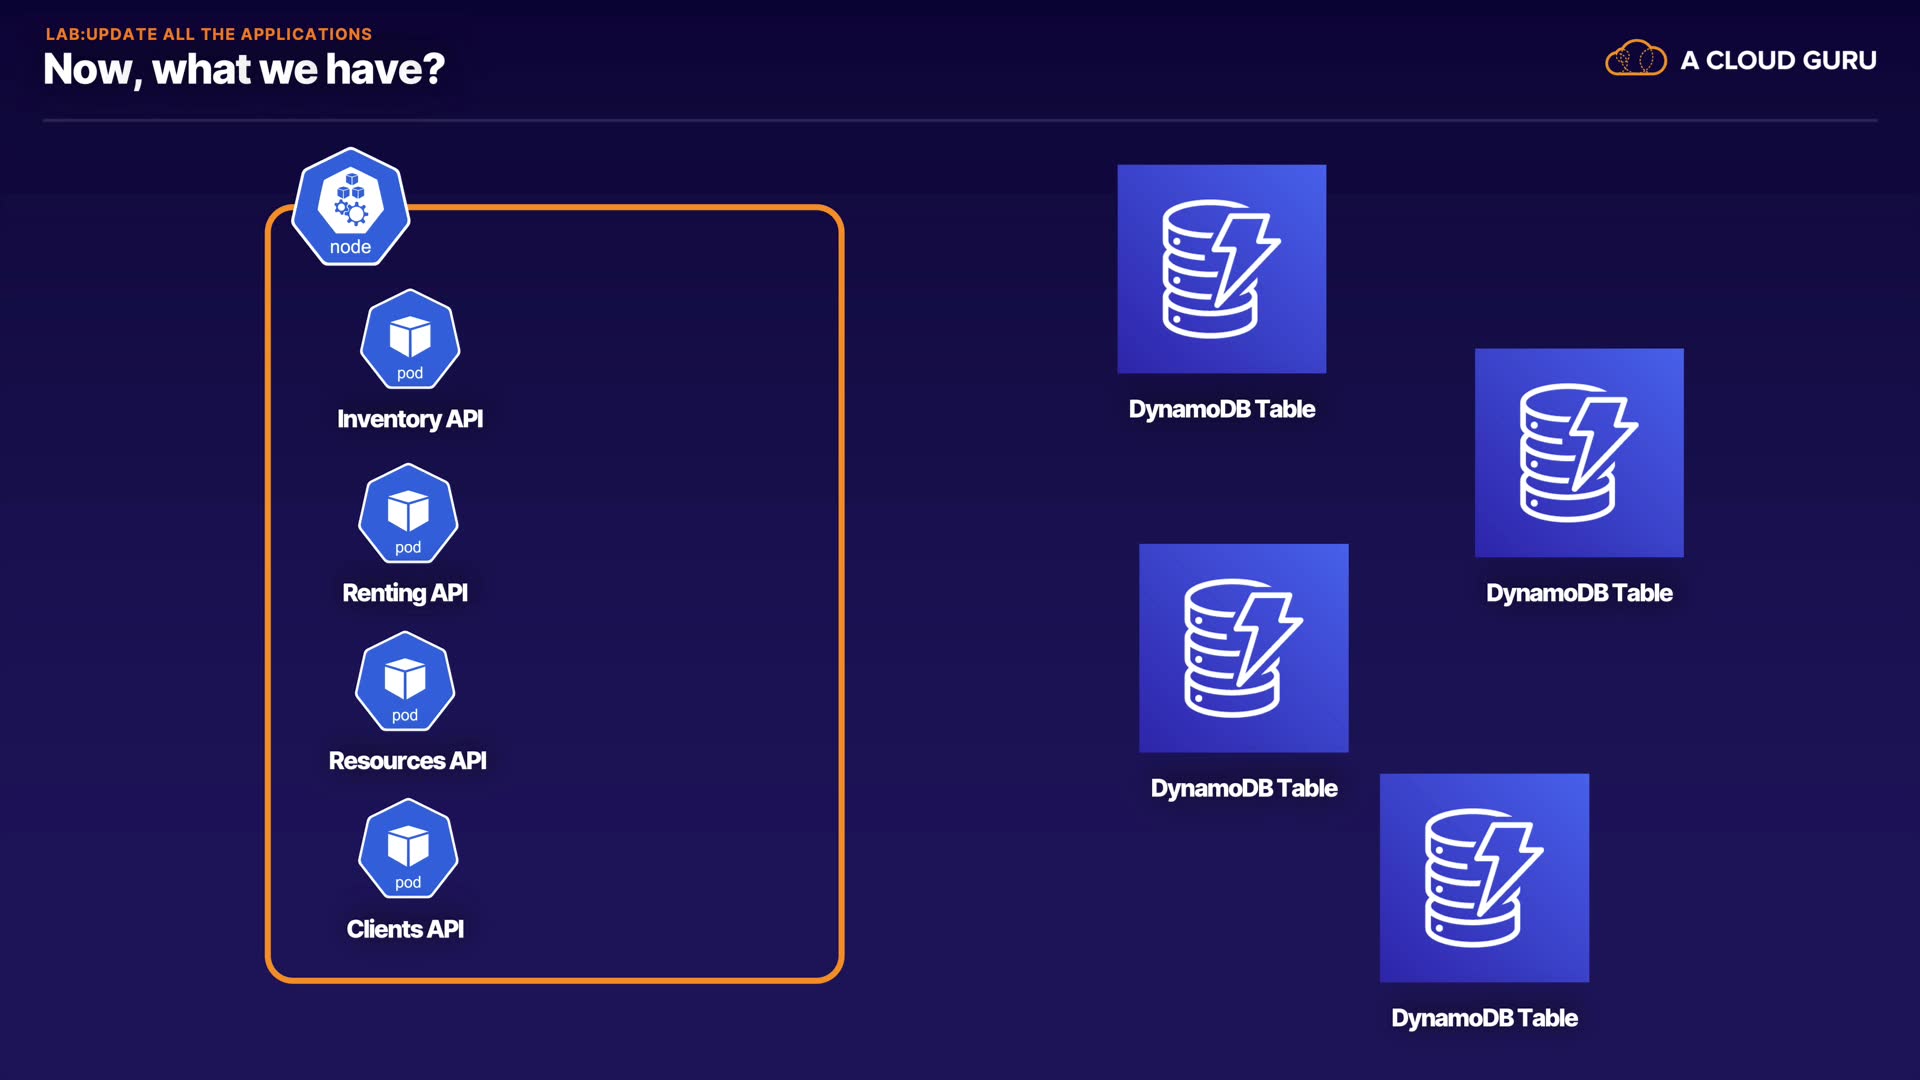 LAB:UPDATE ALL THE APPLICATIONS
Now, what we have?
A CLOUD GURU
node
pod
Inventory API
pod
Renting API
pod
Resources API
pod
Clients API
DynamoDB Table
DynamoDB Table
DynamoDB Table
DynamoDB Table